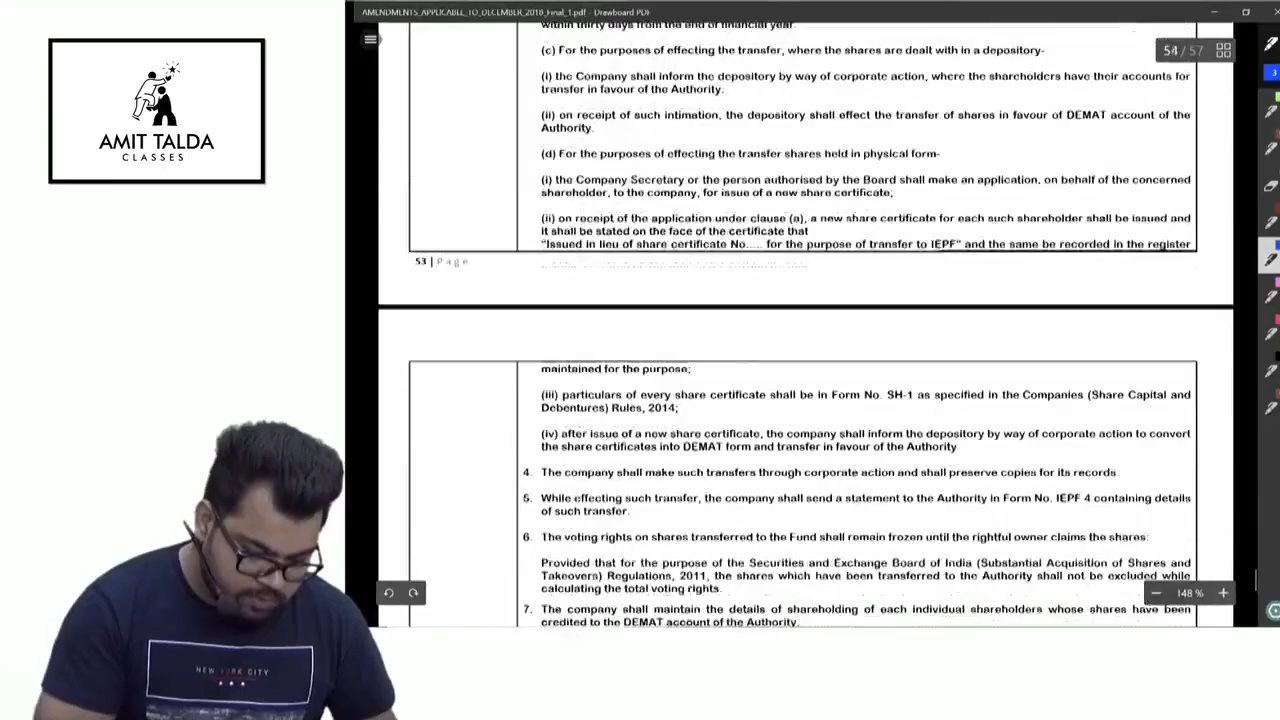 AMENDMENTS_APPLICABLE_TO_DECEMBER_2018_Final_1.pdf - Drawboard PDF
within thirty days from the end of financial year.
(c) For the purposes of effecting the transfer, where the shares are dealt with in a depository-
54 / 57
(i) the Company shall inform the depository by way of corporate action, where the shareholders have their accounts for
transfer in favour of the Authority.
(ii) on receipt of such intimation, the depository shall effect the transfer of shares in favour of DEMAT account of the
Authority.
(d) For the purposes of effecting the transfer shares held in physical form-
(i) the Company Secretary or the person authorised by the Board shall make an application, on behalf of the concerned
shareholder, to the company, for issue of a new share certificate;
(ii) on receipt of the application under clause (a), a new share certificate for each such shareholder shall be issued and
it shall be stated on the face of the certificate that
"Issued in lieu of share certificate No..... for the purpose of transfer to IEPF" and the same be recorded in the register
53 | Page
maintained for the purpose;
(iii) particulars of every share certificate shall be in Form No. SH-1 as specified in the Companies (Share Capital and
Debentures) Rules, 2014;
(iv) after issue of a new share certificate, the company shall inform the depository by way of corporate action to convert
the share certificates into DEMAT form and transfer in favour of the Authority
4. The company shall make such transfers through corporate action and shall preserve copies for its records.
5. While effecting such transfer, the company shall send a statement to the Authority in Form No. IEPF 4 containing details
of such transfer.
6. The voting rights on shares transferred to the Fund shall remain frozen until the rightful owner claims the shares:
Provided that for the purpose of the Securities and Exchange Board of India (Substantial Acquisition of Shares and
Takeovers) Regulations, 2011, the shares which have been transferred to the Authority shall not be excluded while
calculating the total voting rights.
148 %
7. The company shall maintain the details of shareholding of each individual shareholders whose shares have been
credited to the DEMAT account of the Authority.
AMIT TALDA
CLASSES
NEW YORK CITY